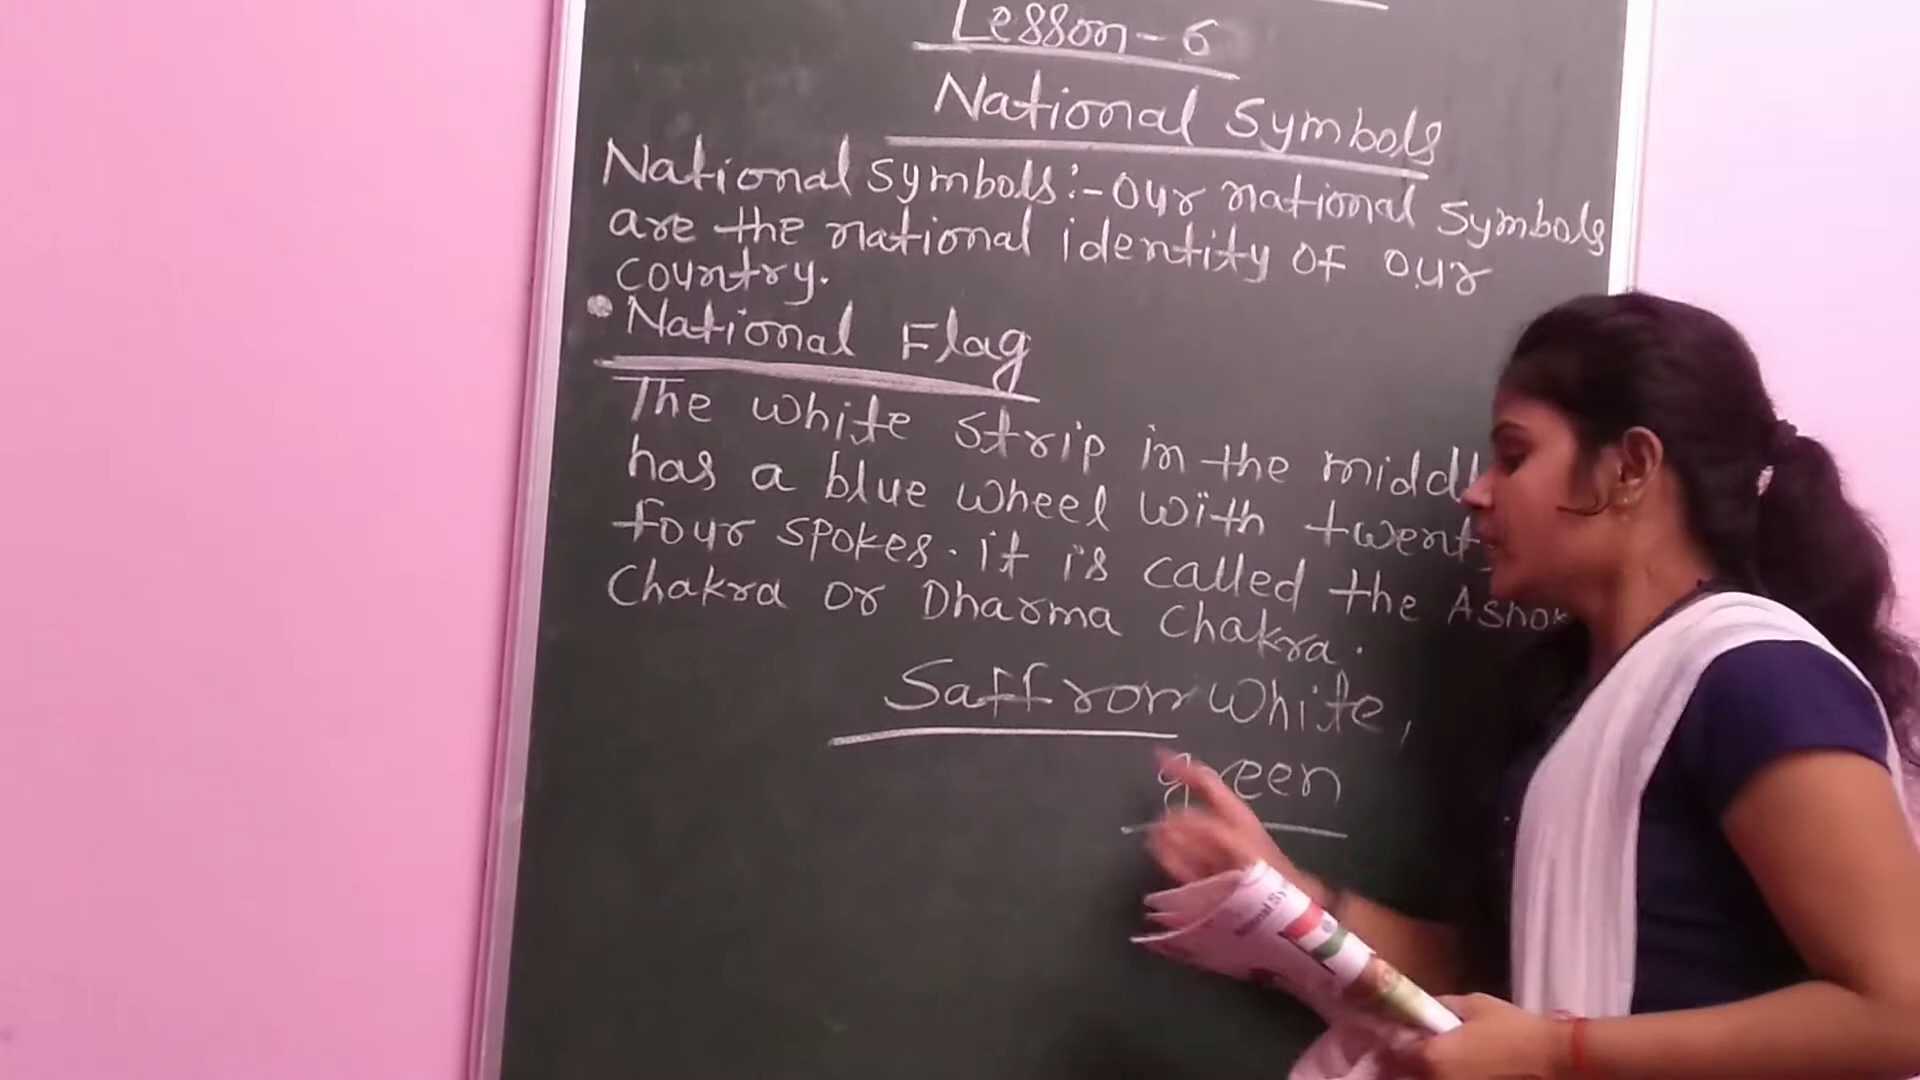 Lesson - 6
National Symbols
National symbols:- Our national symbols
are the national identity of our
country.
• National Flag
The white strip in the middl
has a blue wheel with twent
four spokes. it is called the Ashok
Chakra or Dharma Chakra.
Saffron white,
green